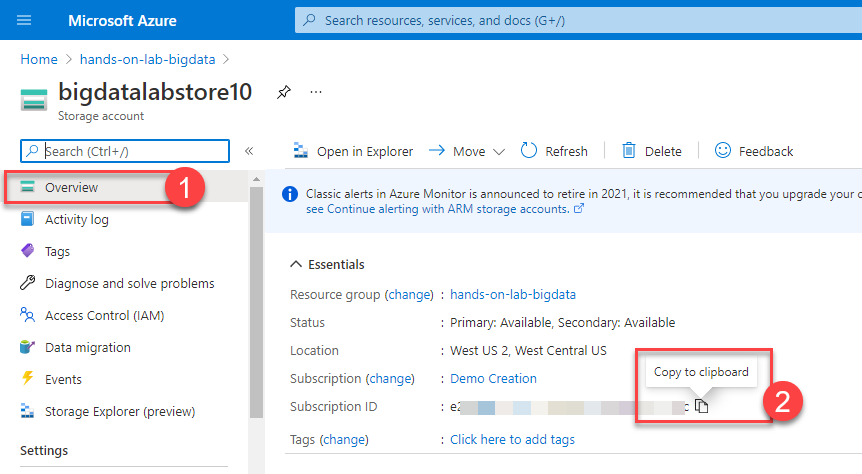 Microsoft Azure
Search resources, services, and docs (G+/)
Home > hands-on-lab-bigdata >
bigdatalabstore10
Storage account
Search (Ctrl+/)
«
Open in Explorer
Move
Refresh
Delete
Feedback
Overview
1
Activity log
Tags
Diagnose and solve problems
Access Control (IAM)
Data migration
Events
Storage Explorer (preview)
Settings
Classic alerts in Azure Monitor is announced to retire in 2021, it is recommended that you upgrade your
see Continue alerting with ARM storage accounts.
Essentials
Resource group (change) : hands-on-lab-bigdata
Status : Primary: Available, Secondary: Available
Location : West US 2, West Central US
Subscription (change) : Demo Creation
Copy to clipboard
Subscription ID : e2
2
Tags (change) : Click here to add tags